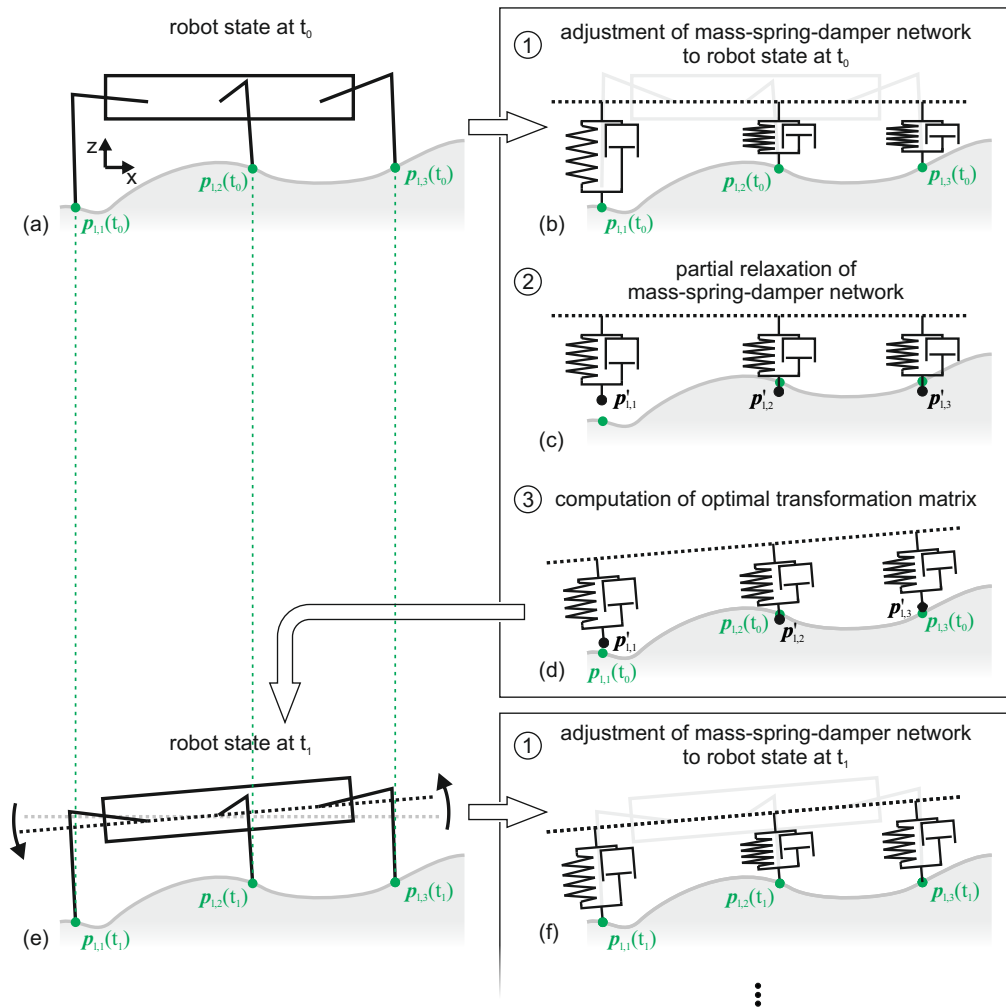 robot state at t₀
z
x
p₁,₁(t₀)
p₁,₂(t₀)
p₁,₃(t₀)
(a)
① adjustment of mass-spring-damper network
to robot state at t₀
p₁,₁(t₀)
p₁,₂(t₀)
p₁,₃(t₀)
(b)
② partial relaxation of
mass-spring-damper network
p'₁,₁
p'₁,₂
p'₁,₃
(c)
③ computation of optimal transformation matrix
p'₁,₁
p₁,₁(t₀)
p₁,₂(t₀)
p'₁,₂
p'₁,₃
p₁,₃(t₀)
(d)
robot state at t₁
p₁,₁(t₁)
p₁,₂(t₁)
p₁,₃(t₁)
(e)
① adjustment of mass-spring-damper network
to robot state at t₁
p₁,₁(t₁)
p₁,₂(t₁)
p₁,₃(t₁)
(f)